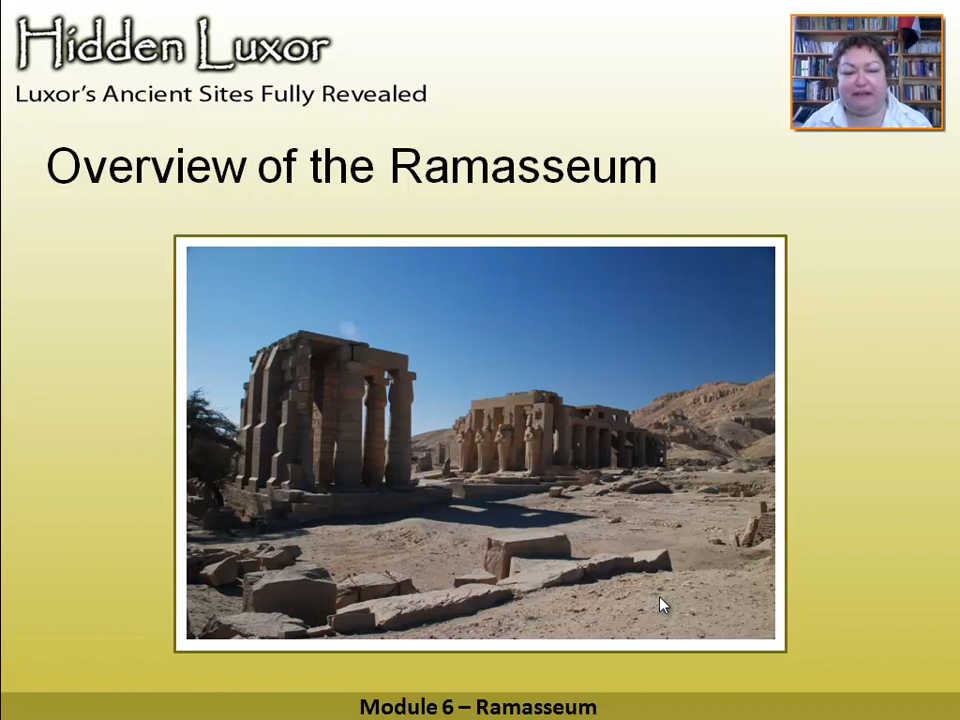 Hidden Luxor
Luxor's Ancient Sites Fully Revealed
Overview of the Ramasseum
Module 6 – Ramasseum